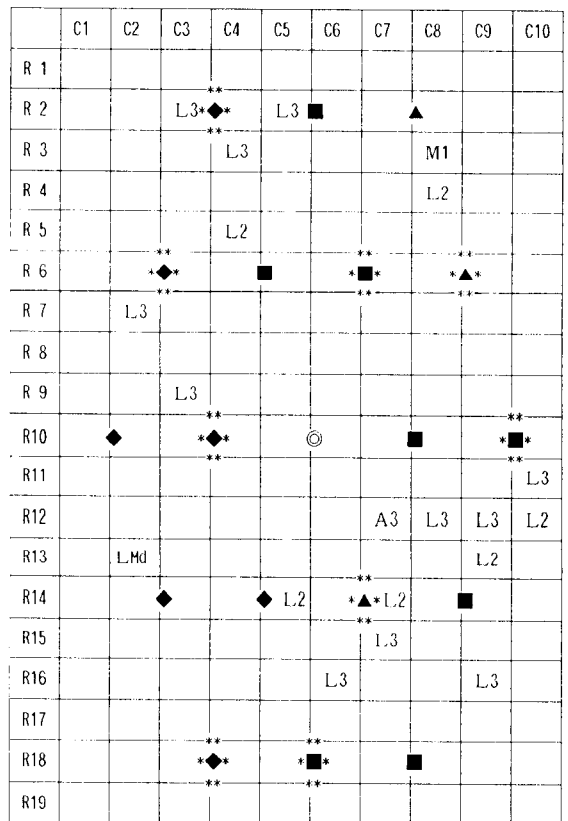 C1 C2 C3 C4 C5 C6 C7 C8 C9 C10
R 1
**
R 2 L3 *◆* L3 ■ ▲
**
R 3 L3 M1
R 4 L2
R 5 L2
** ** **
R 6 *◆* ■ *■* *▲*
** ** **
R 7 L3
R 8
R 9 L3
** **
R10 ◆ *◆* ◎ ■ *■*
** **
R11 L3
R12 A3 L3 L3 L2
R13 LMd L2
**
R14 ◆ ◆ L2 *▲* L2 ■
**
R15 L3
R16 L3 L3
R17
** **
R18 *◆* *■* ■
** **
R19